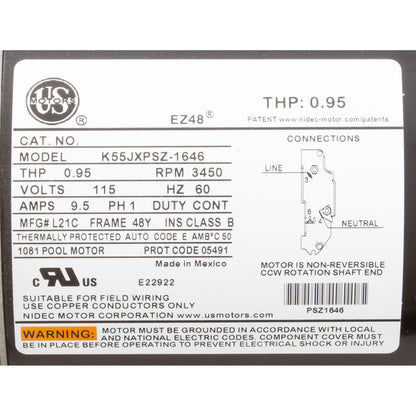 US
MOTORS
®
EZ48®
THP: 0.95
PATENT www.nidec-motor.com/patents
CAT. NO.
MODEL K55JXPSZ-1646
THP 0.95 RPM 3450
VOLTS 115 HZ 60
AMPS 9.5 PH 1 DUTY CONT
MFG# L21C FRAME 48Y INS CLASS B
THERMALLY PROTECTED AUTO CODE E AMB°C 50
1081 POOL MOTOR PROT CODE 05491
Made in Mexico
CONNECTIONS
LINE
3
NEUTRAL
MOTOR IS NON-REVERSIBLE
CCW ROTATION SHAFT END
PSZ1646
C UR US E22922
SUITABLE FOR FIELD WIRING
USE COPPER CONDUCTORS ONLY
NIDEC MOTOR CORPORATION www.usmotors.com
WARNING: MOTOR MUST BE GROUNDED IN ACCORDANCE WITH LOCAL
AND NATIONAL ELECTRIC CODES. COMPONENT COVER MUST
BE IN PLACE BEFORE OPERATING TO PREVENT SHOCK OR INJURY